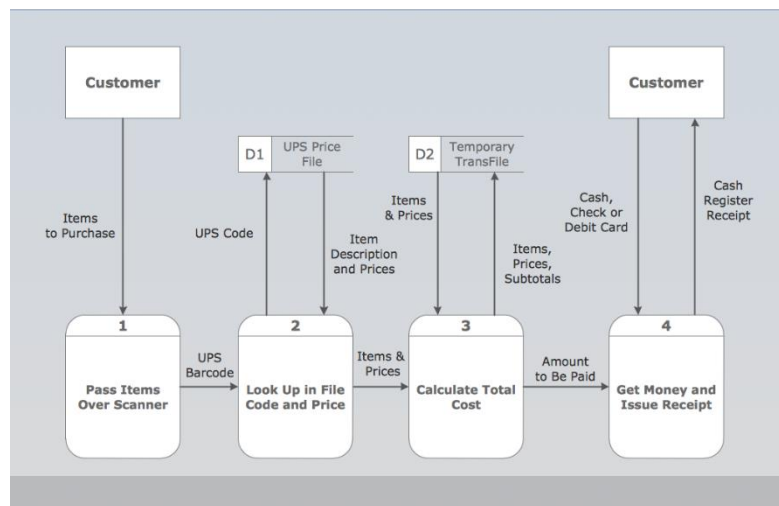 Customer
Customer
D1
UPS Price
File
D2
Temporary
TransFile
Items
to Purchase
UPS Code
Item
Description
and Prices
Items
& Prices
Items,
Prices,
Subtotals
Cash,
Check or
Debit Card
Cash
Register
Receipt
1
Pass Items
Over Scanner
UPS
Barcode
2
Look Up in File
Code and Price
Items &
Prices
3
Calculate Total
Cost
Amount
to Be Paid
4
Get Money and
Issue Receipt